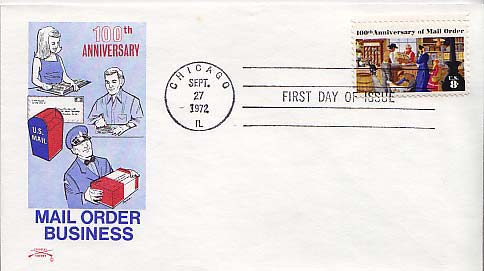 100th
ANNIVERSARY
U.S.
MAIL
MAIL ORDER
BUSINESS
CHICAGO
SEPT.
27
1972
IL
FIRST DAY OF ISSUE
100th Anniversary of Mail Order
U.S.
8¢